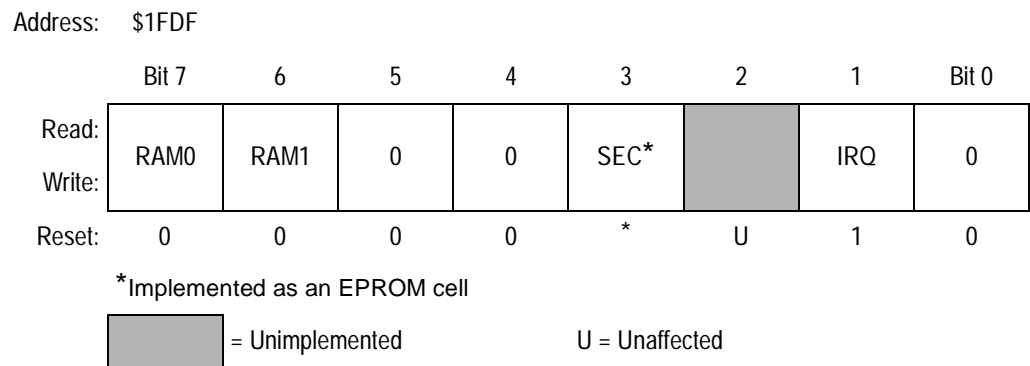 Address: $1FDF
Bit 7 6 5 4 3 2 1 Bit 0
Read:
RAM0 RAM1 0 0 SEC* IRQ 0
Write:
Reset: 0 0 0 0 * U 1 0
*Implemented as an EPROM cell
= Unimplemented U = Unaffected